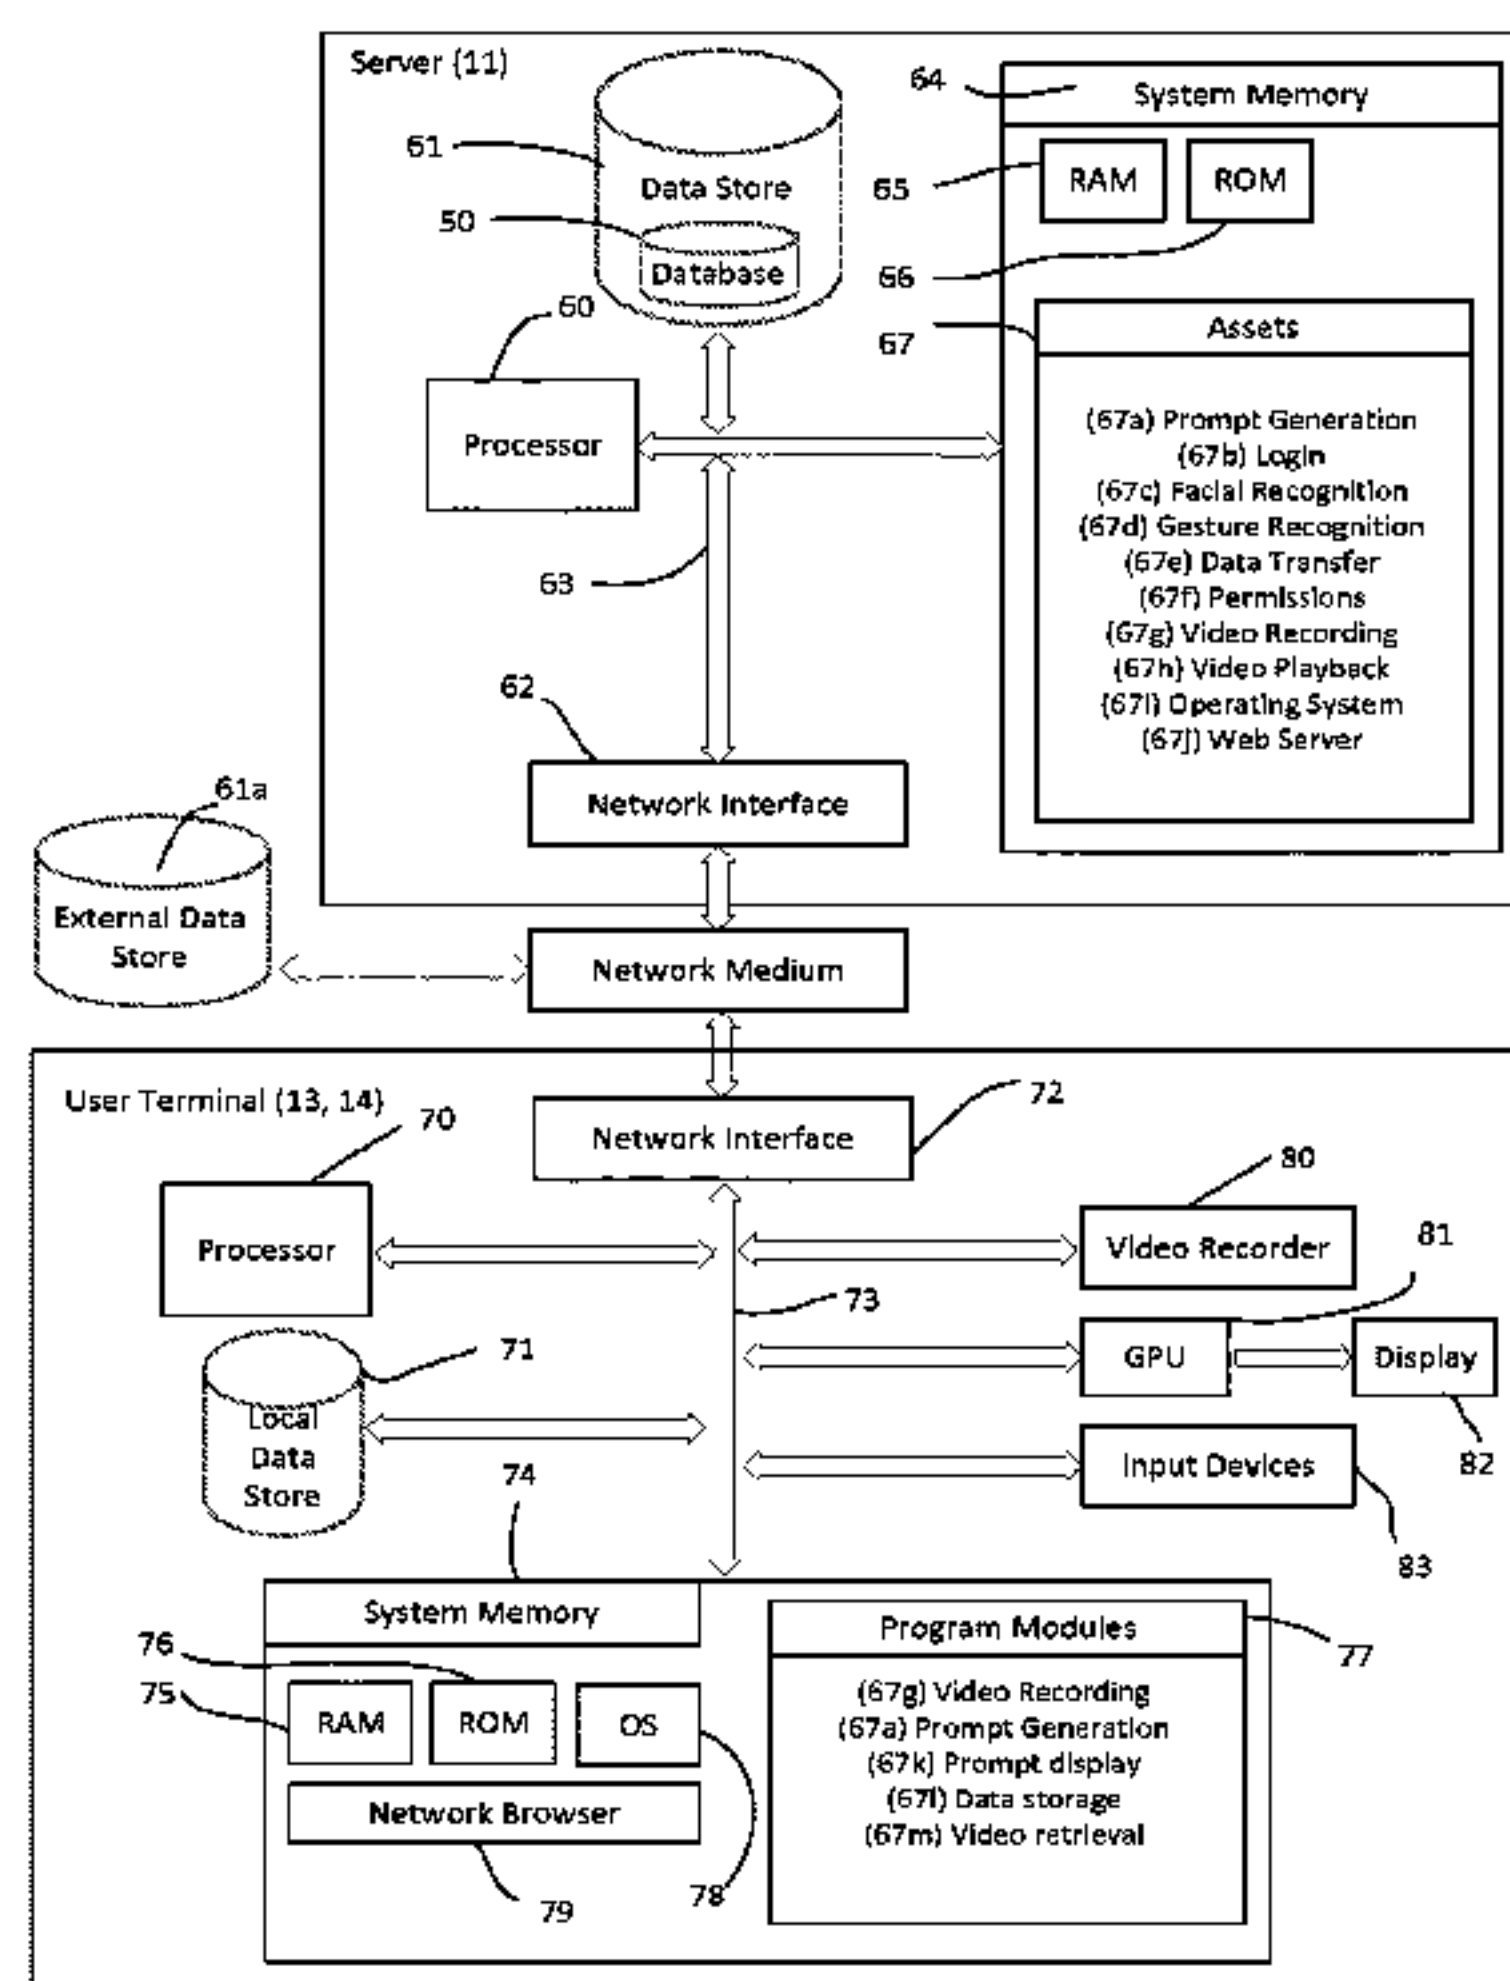 Server (11)
64
System Memory
61
Data Store
65
RAM
ROM
50
Database
66
60
67
Assets
Processor
(67a) Prompt Generation
(67b) Login
(67c) Facial Recognition
(67d) Gesture Recognition
(67e) Data Transfer
(67f) Permissions
(67g) Video Recording
(67h) Video Playback
(67i) Operating System
(67j) Web Server
63
62
Network Interface
61a
External Data
Store
Network Medium
User Terminal (13, 14)
70
Network Interface
72
80
Processor
Video Recorder
81
73
71
GPU
Display
Local
Data
Store
74
Input Devices
82
83
System Memory
Program Modules
76
77
75
RAM
ROM
OS
(67g) Video Recording
(67a) Prompt Generation
(67k) Prompt display
(67l) Data storage
(67m) Video retrieval
Network Browser
78
79